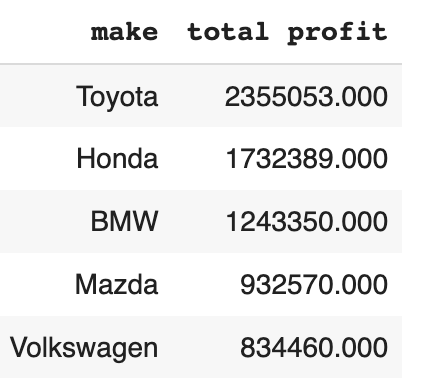 make total profit
Toyota 2355053.000
Honda 1732389.000
BMW 1243350.000
Mazda 932570.000
Volkswagen 834460.000